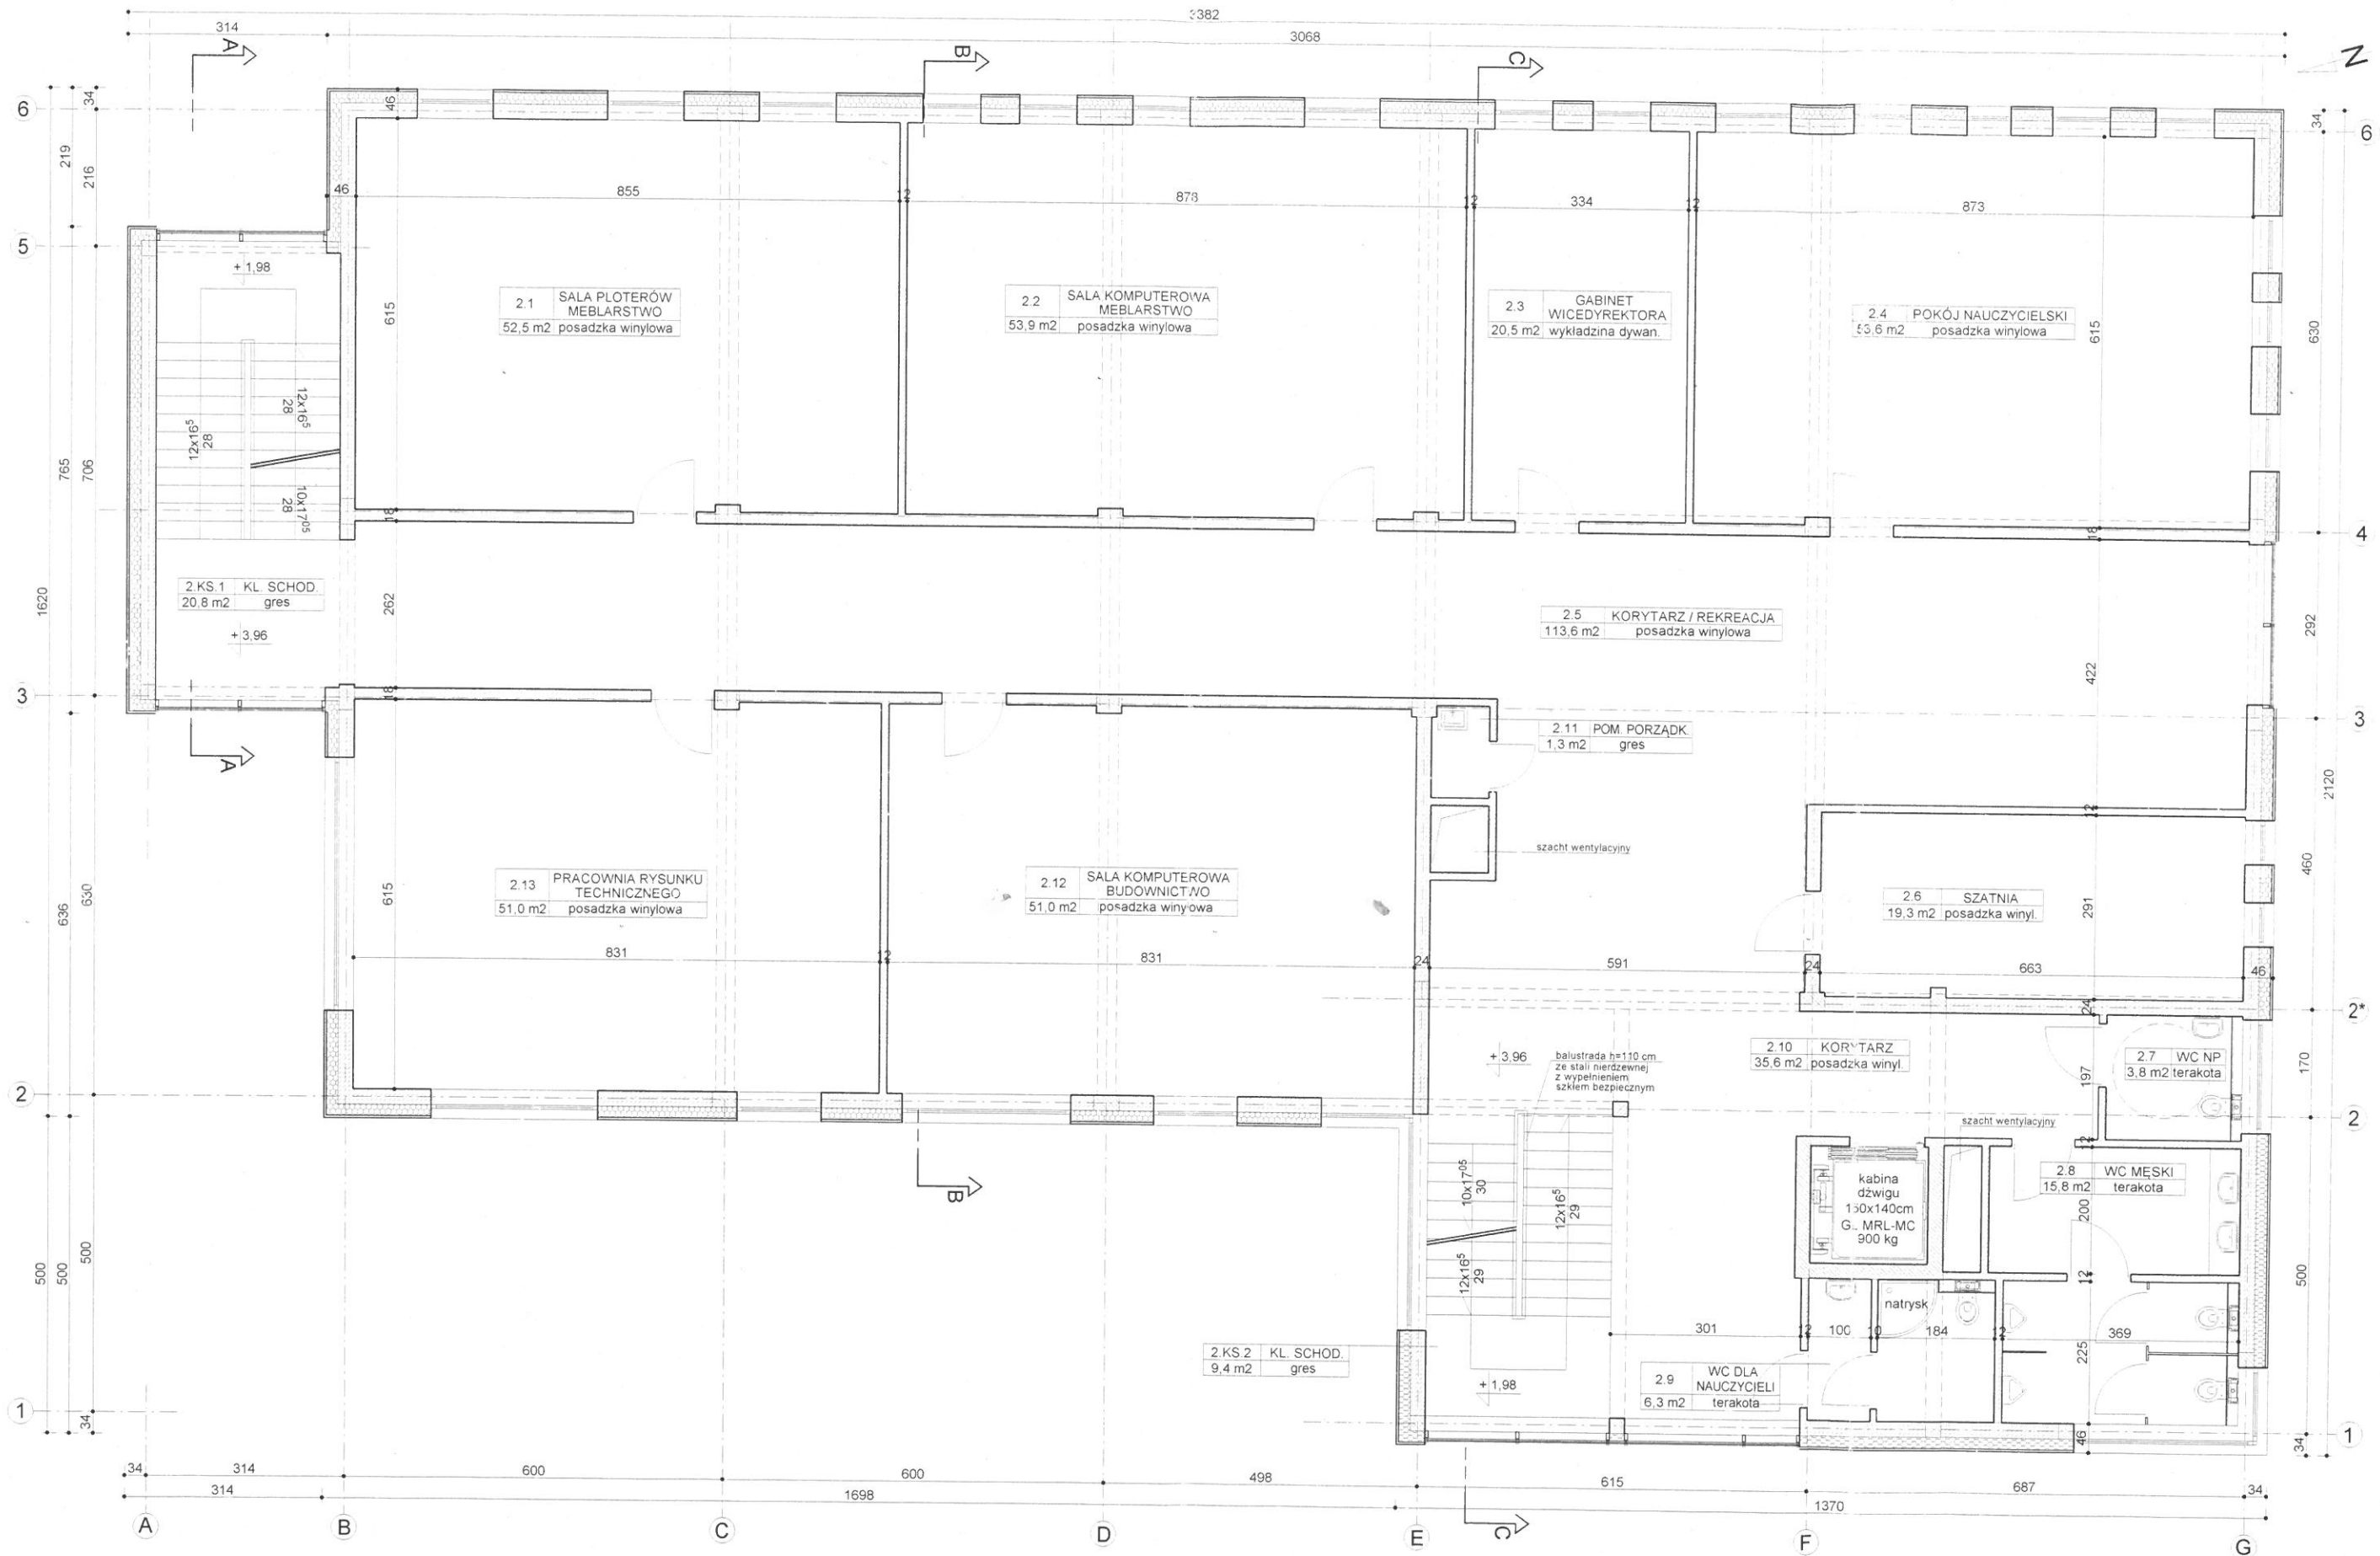 3382
314
3068
A
B
C
N
6
34
46
34
6
219
216
46
855
12
873
12
334
12
873
5
+ 1,98
2.1 SALA PLOTERÓW
MEBLARSTWO
52,5 m2 posadzka winylowa
2.2 SALA KOMPUTEROWA
MEBLARSTWO
53,9 m2 posadzka winylowa
2.3 GABINET
WICEDYREKTORA
20,5 m2 wykładzina dywan.
2.4 POKÓJ NAUCZYCIELSKI
53,6 m2 posadzka winylowa
615
615
630
12x16⁵
28
12x16⁵
28
10x17⁰⁵
28
765
706
18
18
4
1620
2.KS.1 KL. SCHOD.
20,8 m2 gres
+ 3,96
262
2.5 KORYTARZ / REKREACJA
113,6 m2 posadzka winylowa
292
422
3
18
3
A
2.11 POM. PORZĄDK.
1,3 m2 gres
2120
12
szacht wentylacyjny
2.13 PRACOWNIA RYSUNKU
TECHNICZNEGO
51,0 m2 posadzka winylowa
2.12 SALA KOMPUTEROWA
BUDOWNICTWO
51,0 m2 posadzka winylowa
2.6 SZATNIA
19,3 m2 posadzka winyl.
636
630
615
291
460
831
12
831
24
591
24
663
46
24
2*
+ 3,96
balustrada h=110 cm
ze stali nierdzewnej
z wypełnieniem
szkłem bezpiecznym
2.10 KORYTARZ
35,6 m2 posadzka winyl.
2.7 WC NP
3,8 m2 terakota
197
170
2
2
szacht wentylacyjny
12
B
10x17⁰⁵
30
12x16⁵
29
12x16⁵
29
kabina
dźwigu
150x140cm
MRL-MC
900 kg
2.8 WC MĘSKI
15,8 m2 terakota
200
500
500
500
500
12
natrysk
301
12
100
10
184
12
369
225
2.KS.2 KL. SCHOD.
9,4 m2 gres
+ 1,98
2.9 WC DLA
NAUCZYCIELI
6,3 m2 terakota
1
34
46
34
1
34
314
600
600
498
615
687
34
314
1698
1370
C
A
B
C
D
E
F
G